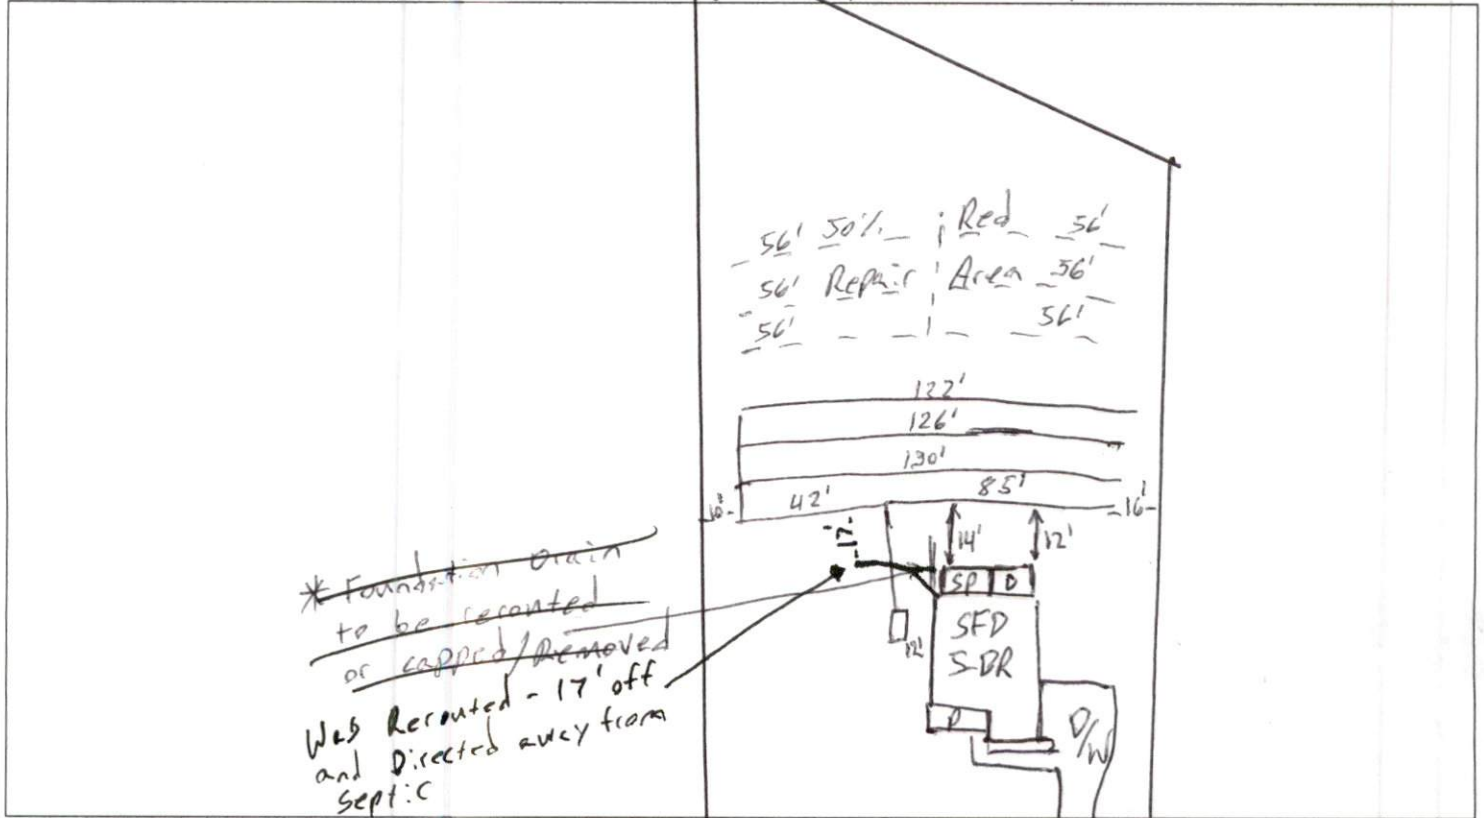 56' 50% Red 56'
56' Repair Area 56'
56' 56'
122'
126'
130'
42' 85'
10' 16'
17' 14' 12'
SP D
* Foundation Drain
to be rerouted
or capped/Removed
12'
SFD
5-BR
Was Rerouted - 17' off
and Directed away from
Septic
P
D/W